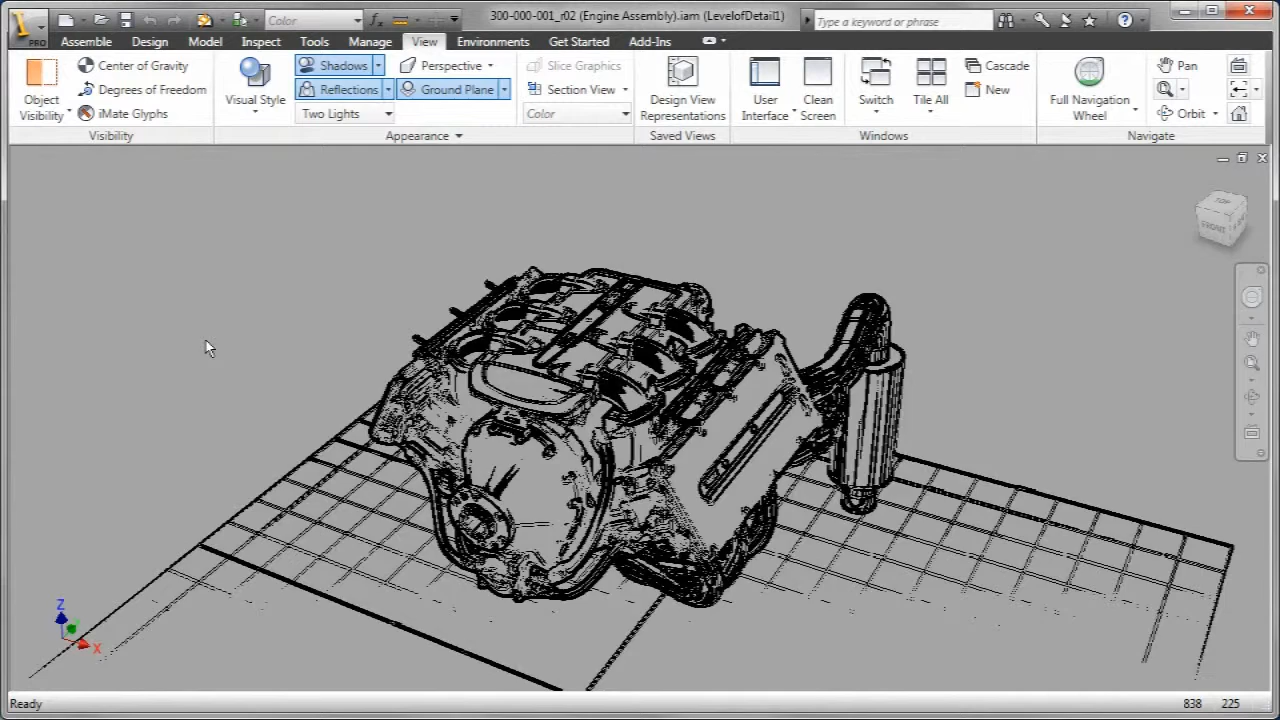 PRO
Color
300-000-001_r02 (Engine Assembly).iam (LevelofDetail1)
Type a keyword or phrase
Assemble Design Model Inspect Tools Manage View Environments Get Started Add-Ins
Object Visibility
Center of Gravity
Degrees of Freedom
iMate Glyphs
Visibility
Visual Style
Shadows
Reflections
Two Lights
Perspective
Ground Plane
Appearance
Slice Graphics
Section View
Color
Design View Representations
Saved Views
User Interface
Clean Screen
Switch
Tile All
Cascade
New
Windows
Full Navigation Wheel
Pan
Orbit
Navigate
TOP
FRONT
Z
X
Ready
838 225